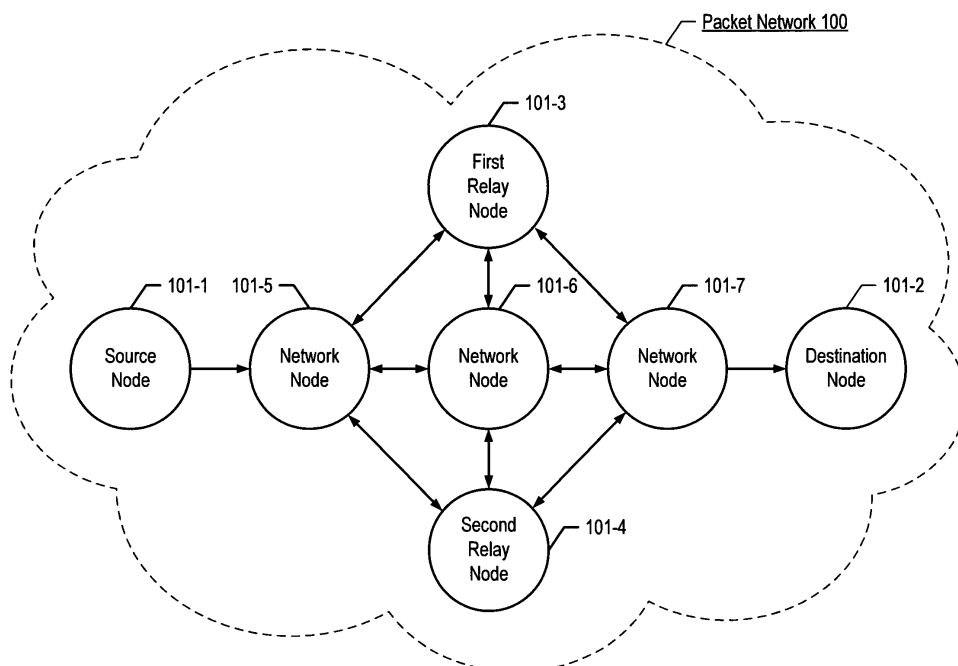 Packet Network 100
101-3
First
Relay
Node
101-1
101-5
101-6
101-7
101-2
Source
Node
Network
Node
Network
Node
Network
Node
Destination
Node
Second
Relay
Node
101-4